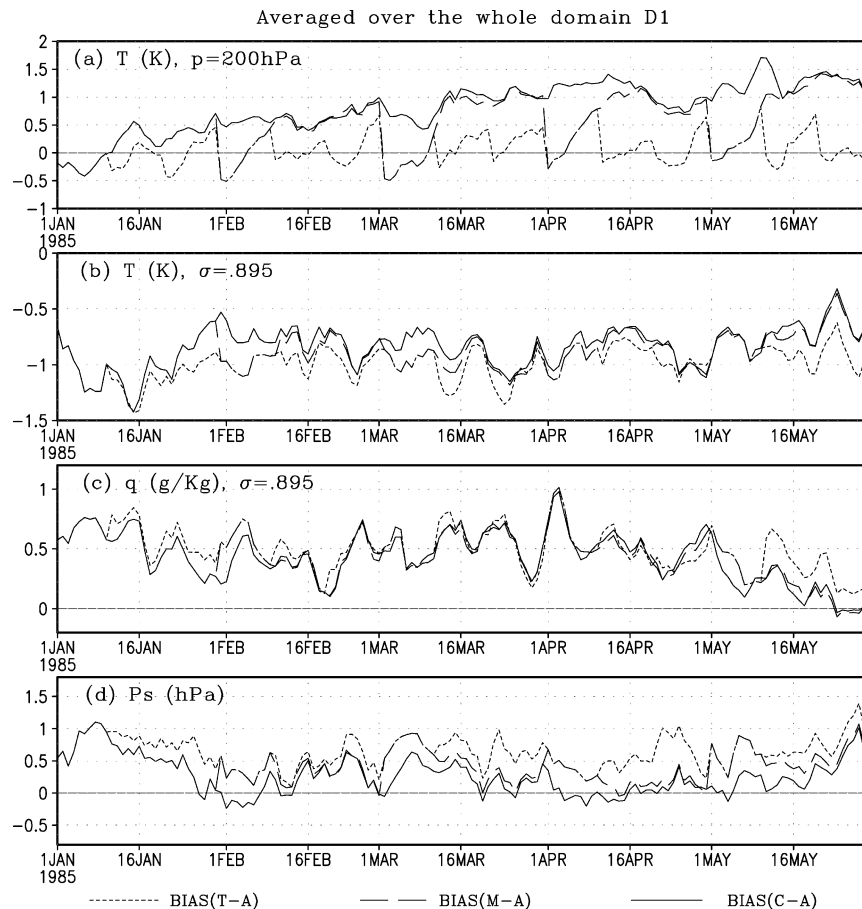 Averaged over the whole domain D1
(a) T (K), p=200hPa
2
1.5
1
0.5
0
−0.5
−1
1JAN 16JAN 1FEB 16FEB 1MAR 16MAR 1APR 16APR 1MAY 16MAY
1985
(b) T (K), σ=.895
0
−0.5
−1
−1.5
1JAN 16JAN 1FEB 16FEB 1MAR 16MAR 1APR 16APR 1MAY 16MAY
1985
(c) q (g/Kg), σ=.895
1
0.5
0
1JAN 16JAN 1FEB 16FEB 1MAR 16MAR 1APR 16APR 1MAY 16MAY
1985
(d) Ps (hPa)
1.5
1
0.5
0
−0.5
1JAN 16JAN 1FEB 16FEB 1MAR 16MAR 1APR 16APR 1MAY 16MAY
1985
BIAS(T−A) BIAS(M−A) BIAS(C−A)